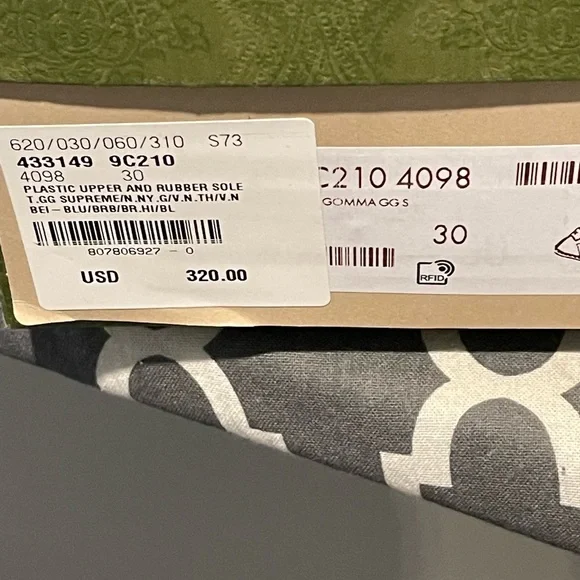 620/030/060/310 S73
433149 9C210
4098 30
PLASTIC UPPER AND RUBBER SOLE
T.GG SUPREME/N.NY.G/V.N.TH/V.N
BEI-BLU/BRB/BR.HI/BL
807806927 - 0
USD 320.00
C210 4098
GOMMA GG S
30
RFID